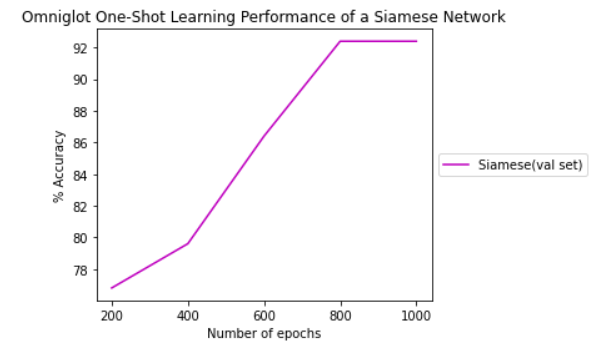 Omniglot One-Shot Learning Performance of a Siamese Network
92
90
88
86
84
82
80
78
% Accuracy
200 400 600 800 1000
Number of epochs
Siamese(val set)